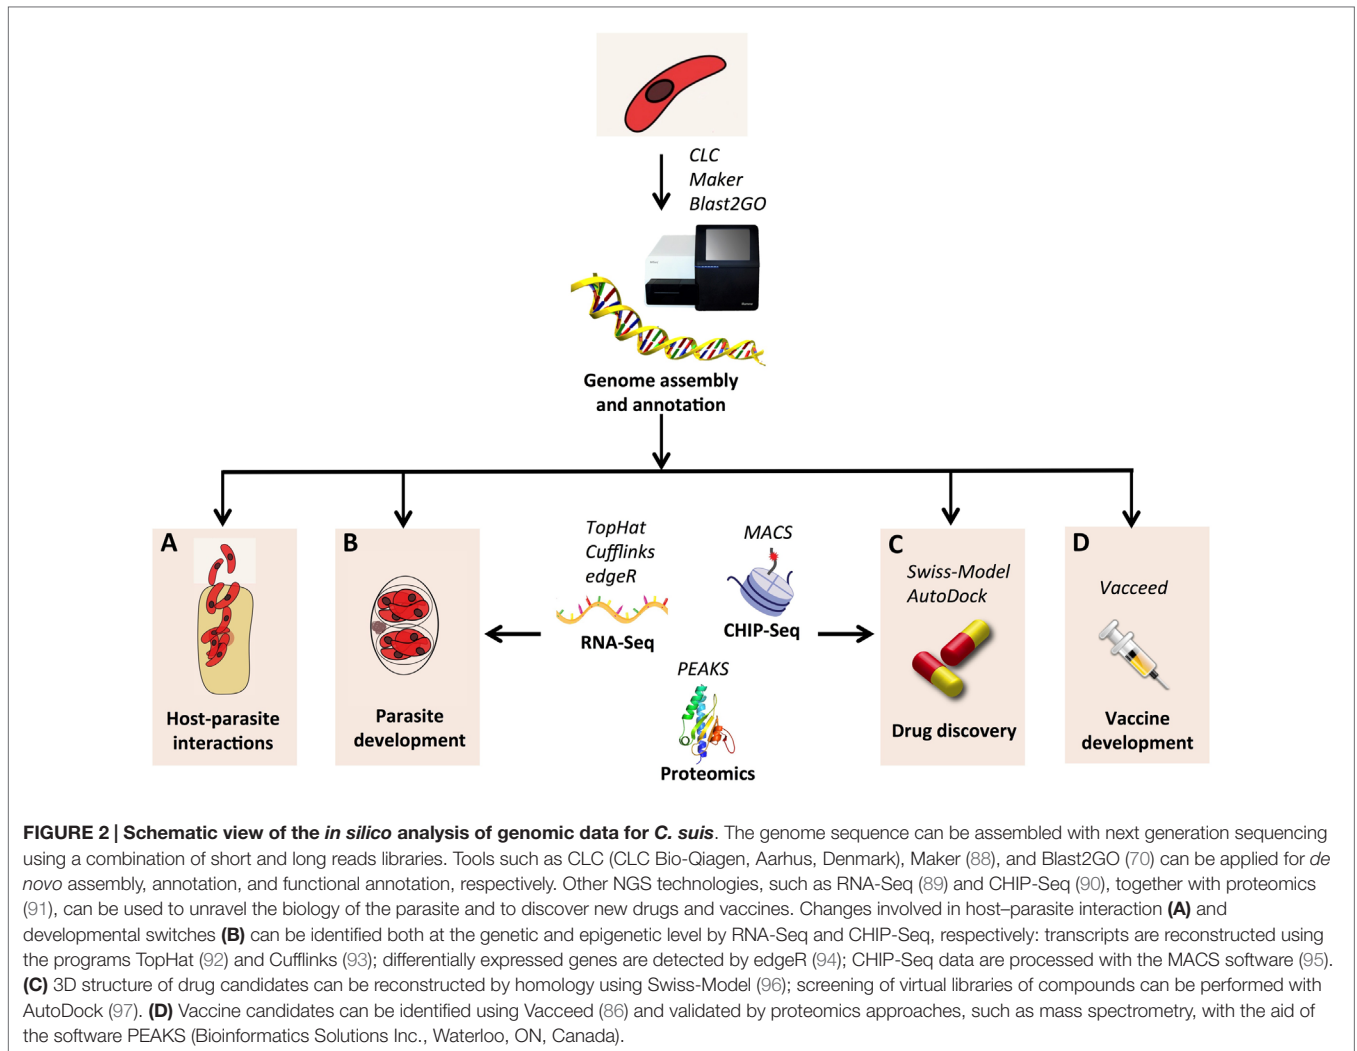 CLC
Maker
Blast2GO
Genome assembly
and annotation
A
Host-parasite
interactions
B
Parasite
development
TopHat
Cufflinks
edgeR
RNA-Seq
MACS
CHIP-Seq
PEAKS
Proteomics
C
Swiss-Model
AutoDock
Drug discovery
D
Vacceed
Vaccine
development
FIGURE 2 | Schematic view of the in silico analysis of genomic data for C. suis. The genome sequence can be assembled with next generation sequencing
using a combination of short and long reads libraries. Tools such as CLC (CLC Bio-Qiagen, Aarhus, Denmark), Maker (88), and Blast2GO (70) can be applied for de
novo assembly, annotation, and functional annotation, respectively. Other NGS technologies, such as RNA-Seq (89) and CHIP-Seq (90), together with proteomics
(91), can be used to unravel the biology of the parasite and to discover new drugs and vaccines. Changes involved in host–parasite interaction (A) and
developmental switches (B) can be identified both at the genetic and epigenetic level by RNA-Seq and CHIP-Seq, respectively: transcripts are reconstructed using
the programs TopHat (92) and Cufflinks (93); differentially expressed genes are detected by edgeR (94); CHIP-Seq data are processed with the MACS software (95).
(C) 3D structure of drug candidates can be reconstructed by homology using Swiss-Model (96); screening of virtual libraries of compounds can be performed with
AutoDock (97). (D) Vaccine candidates can be identified using Vacceed (86) and validated by proteomics approaches, such as mass spectrometry, with the aid of
the software PEAKS (Bioinformatics Solutions Inc., Waterloo, ON, Canada).